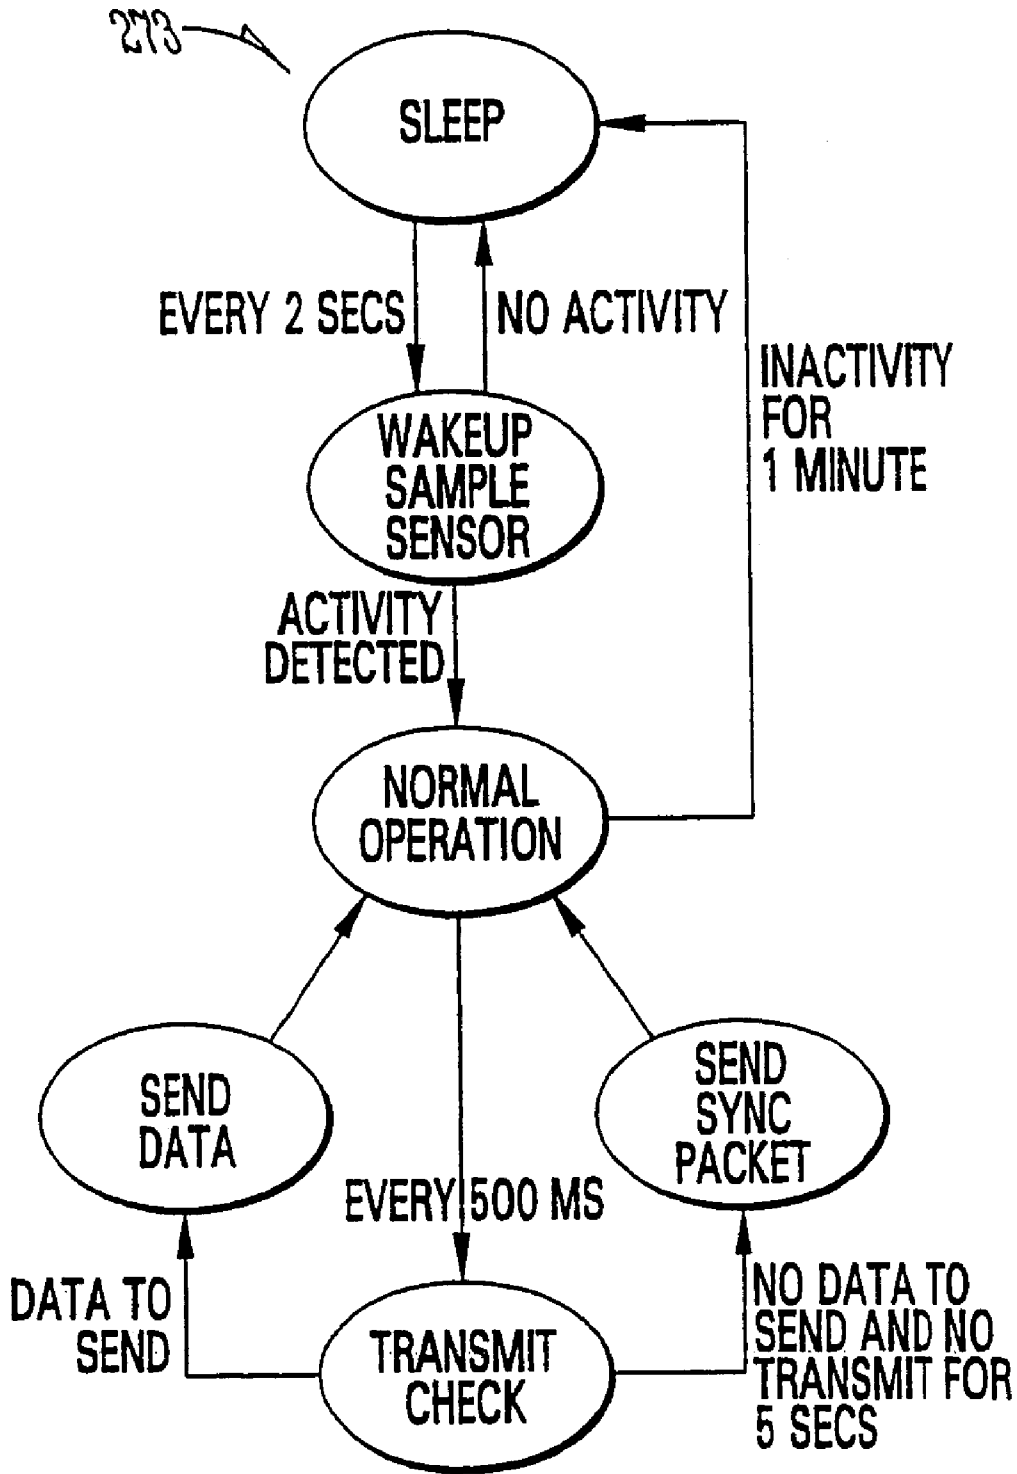 273
SLEEP
EVERY 2 SECS
NO ACTIVITY
INACTIVITY
FOR
1 MINUTE
WAKEUP
SAMPLE
SENSOR
ACTIVITY
DETECTED
NORMAL
OPERATION
SEND
DATA
SEND
SYNC
PACKET
EVERY 500 MS
DATA TO
SEND
TRANSMIT
CHECK
NO DATA TO
SEND AND NO
TRANSMIT FOR
5 SECS